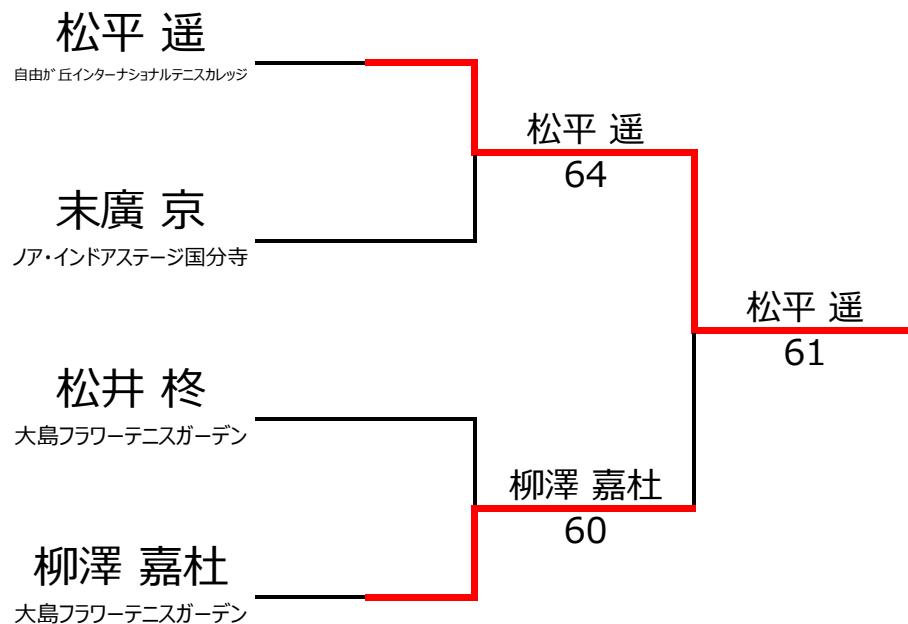 松平 遥
自由が丘インターナショナルテニスカレッジ
松平 遥
64
末廣 京
ノア・インドアステージ国分寺
松平 遥
61
松井 柊
大島フラワーテニスガーデン
柳澤 嘉杜
60
柳澤 嘉杜
大島フラワーテニスガーデン